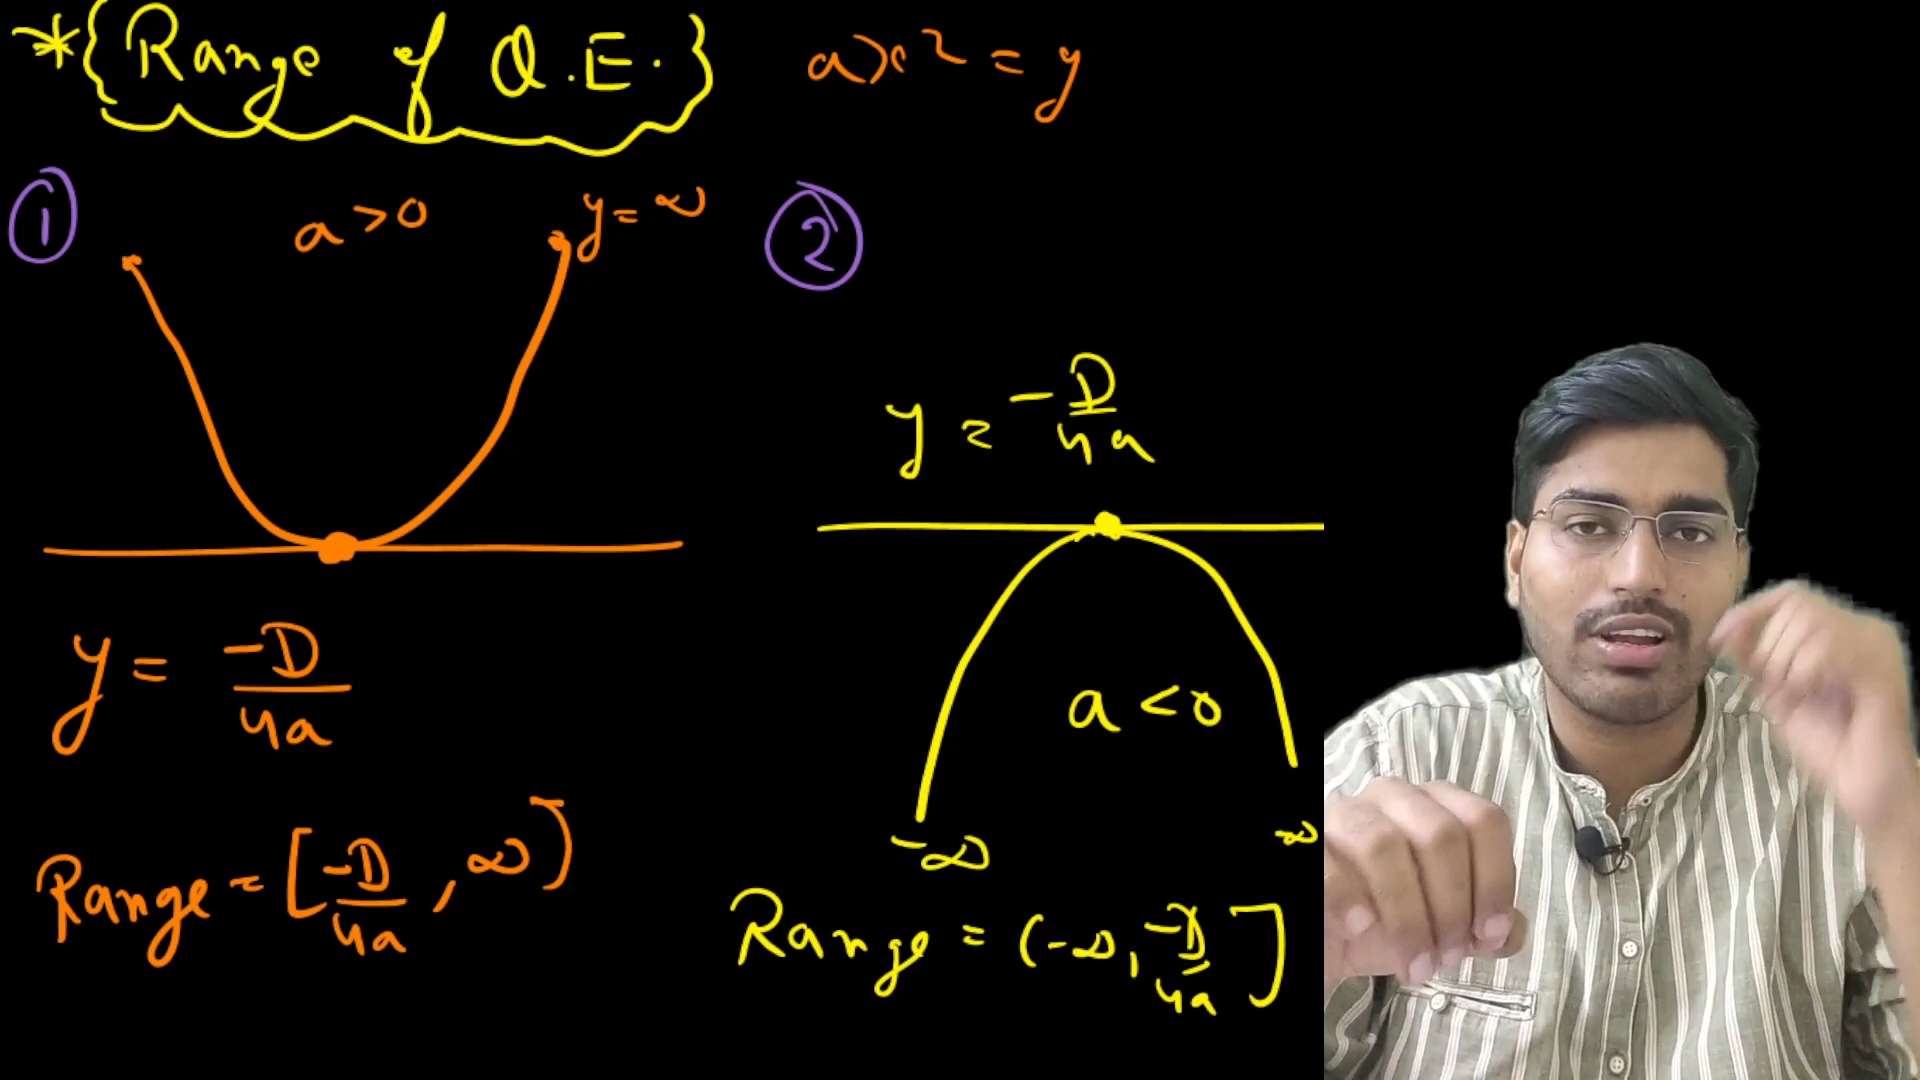 *{Range of Q.E.}
ax² = y
①
a > 0
y = ∞
y = -D/4a
Range = [-D/4a, ∞)
②
y = -D/4a
a < 0
-∞
∞
Range = (-∞, -D/4a]